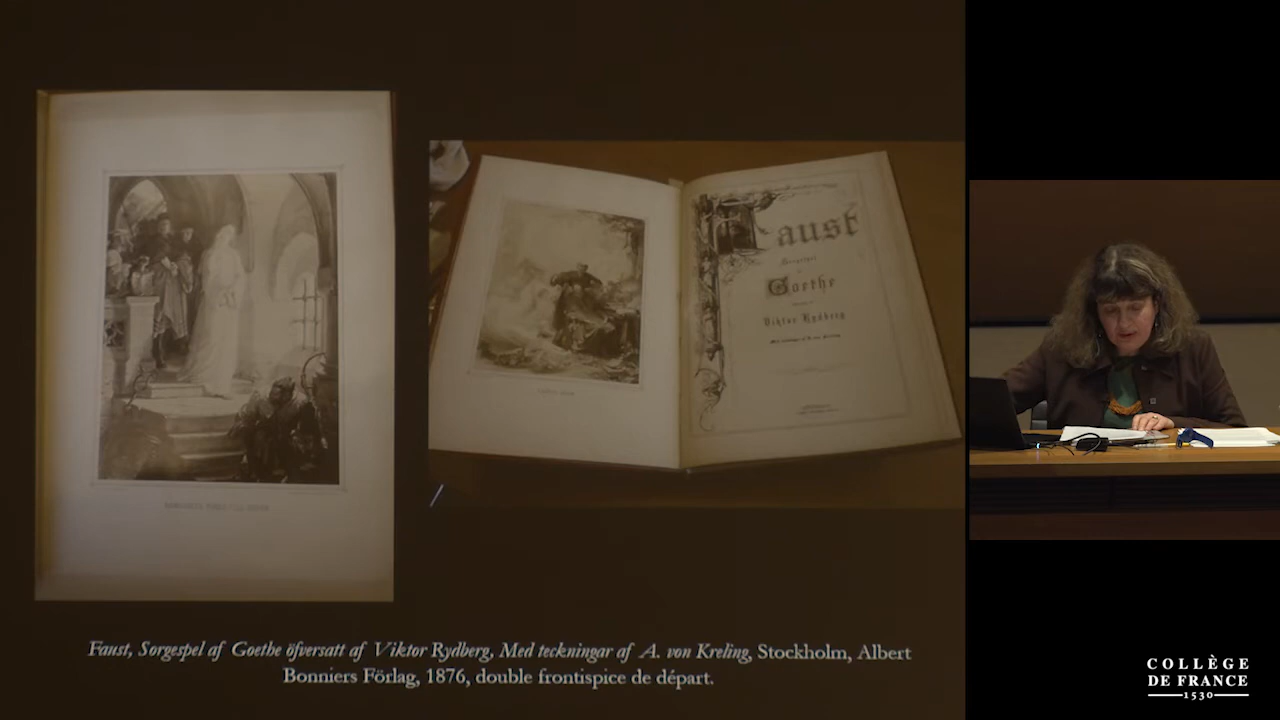 Faust
Goethe
Viktor Rydberg
Faust, Sorgespel af Goethe öfversatt af Viktor Rydberg, Med teckningar af A. von Kreling, Stockholm, Albert
Bonniers Förlag, 1876, double frontispice de départ.
COLLÈGE
DE FRANCE
1530